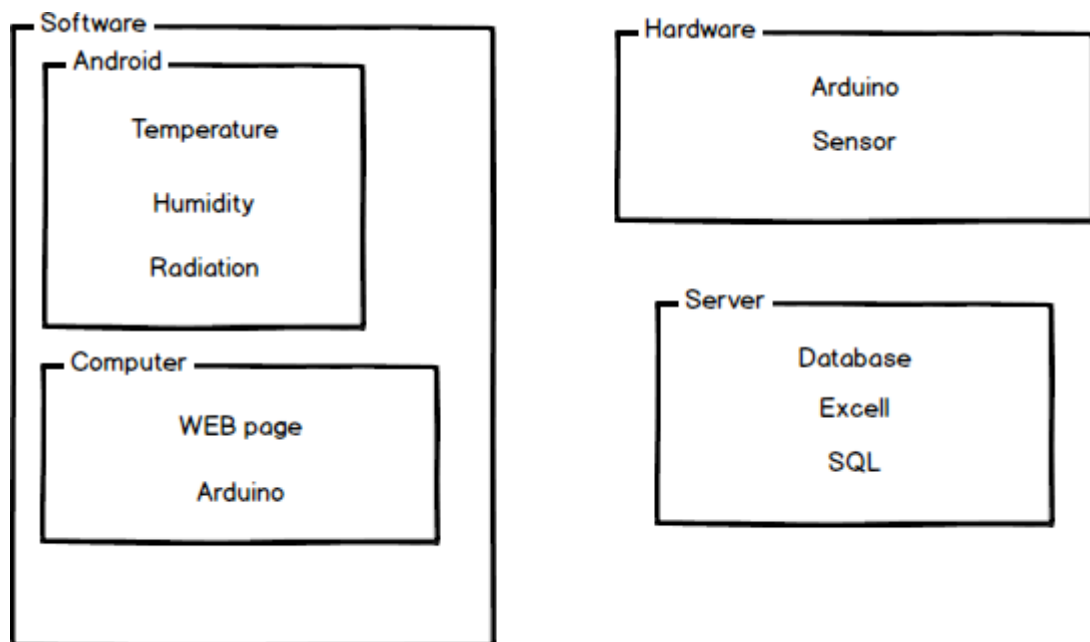 Software
Android
Temperature
Humidity
Radiation
Computer
WEB page
Arduino
Hardware
Arduino
Sensor
Server
Database
Excell
SQL